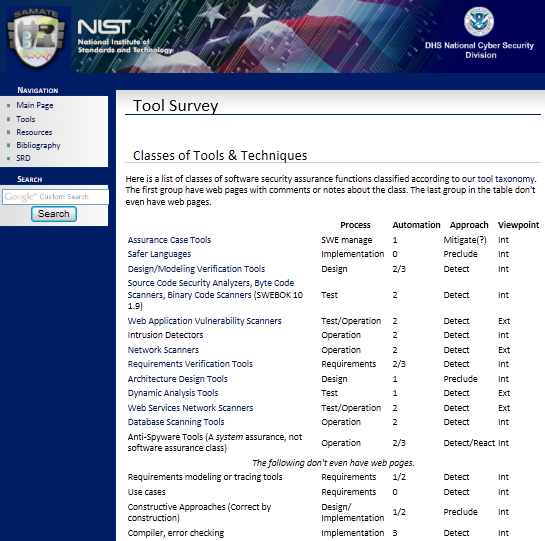 SAMATE
NIST
National Institute of
Standards and Technology
DHS National Cyber Security
Division
Navigation
Main Page
Tools
Resources
Bibliography
SRD
Search
Google™ Custom Search
Search
Tool Survey
Classes of Tools & Techniques
Here is a list of classes of software security assurance functions classified according to our tool taxonomy.
The first group have web pages with comments or notes about the class. The last group in the table don't
even have web pages.
Process Automation Approach Viewpoint
Assurance Case Tools SWE manage 1 Mitigate(?) Int
Safer Languages Implementation 0 Preclude Int
Design/Modeling Verification Tools Design 2/3 Detect Int
Source Code Security Analyzers, Byte Code
Scanners, Binary Code Scanners (SWEBOK 10 Test 2 Detect Int
1.9)
Web Application Vulnerability Scanners Test/Operation 2 Detect Ext
Intrusion Detectors Operation 2 Detect Int
Network Scanners Operation 2 Detect Ext
Requirements Verification Tools Requirements 2/3 Detect Int
Architecture Design Tools Design 1 Preclude Int
Dynamic Analysis Tools Test 1 Detect Ext
Web Services Network Scanners Test/Operation 2 Detect Ext
Database Scanning Tools Operation 2 Detect Int
Anti-Spyware Tools (A system assurance, not
software assurance class) Operation 2/3 Detect/React Int
The following don't even have web pages.
Requirements modeling or tracing tools Requirements 1/2 Detect Int
Use cases Requirements 0 Detect Int
Constructive Approaches (Correct by
construction) Design/
Implementation 1/2 Preclude Int
Compiler, error checking Implementation 3 Detect Int